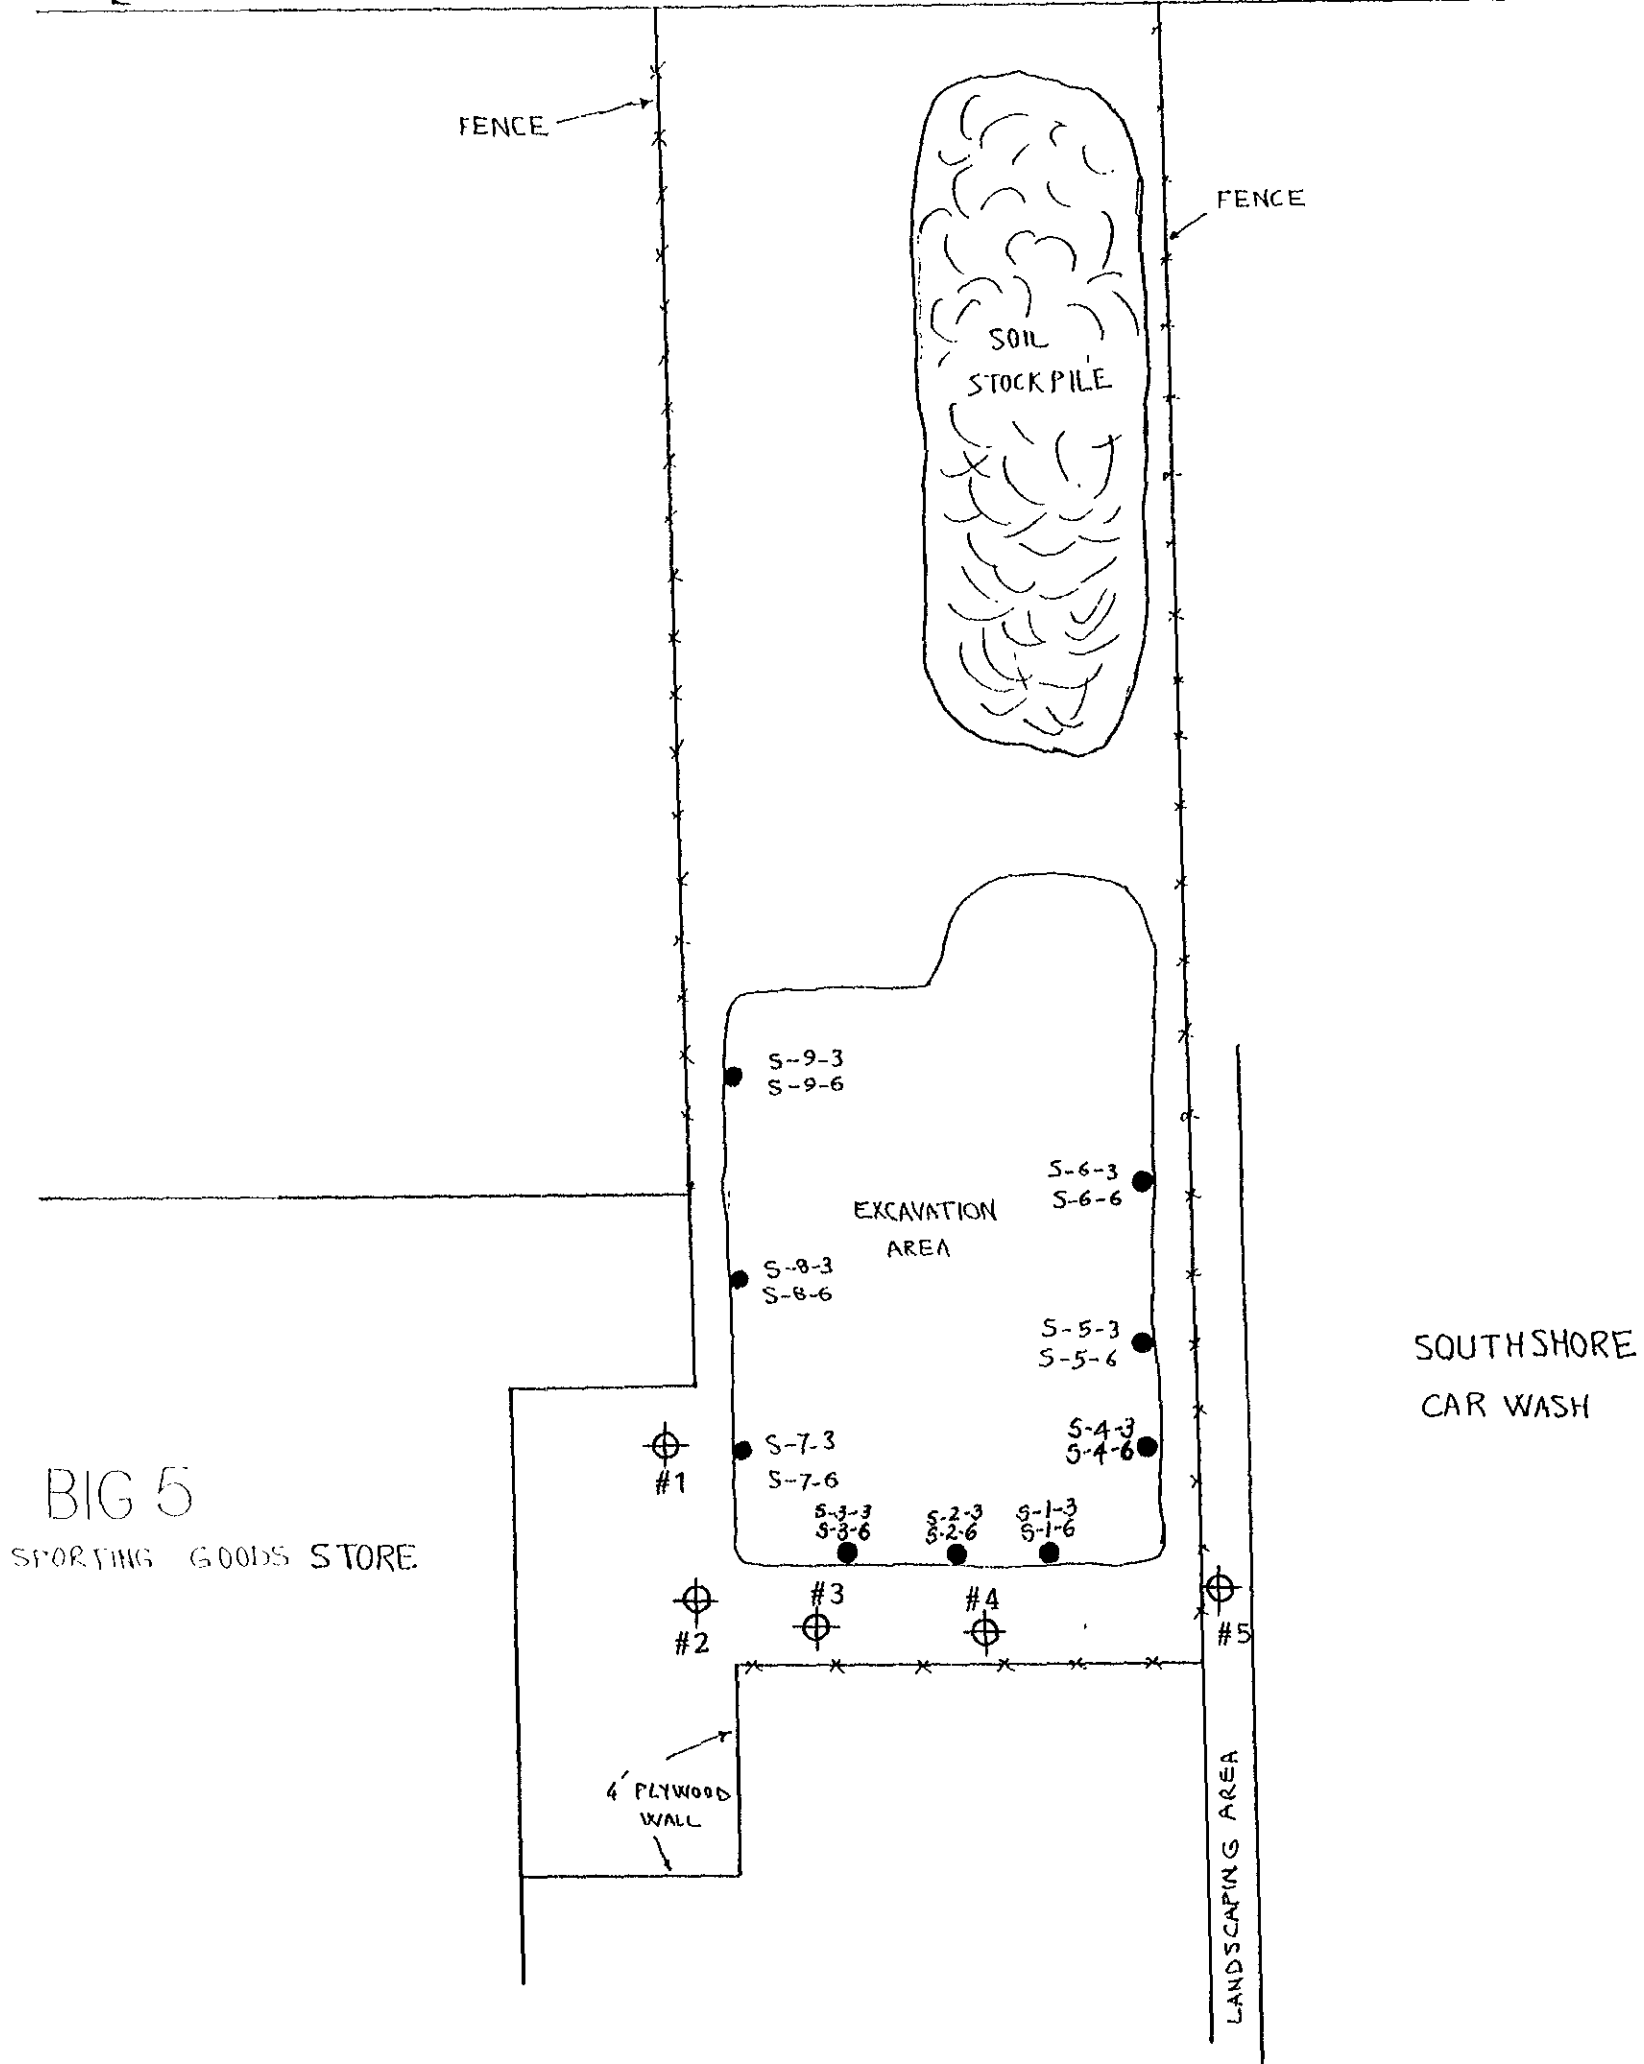 FENCE
FENCE
SOIL
STOCKPILE
S-9-3
S-9-6
S-6-3
S-6-6
EXCAVATION
AREA
S-8-3
S-8-6
S-5-3
S-5-6
SOUTHSHORE
CAR WASH
S-4-3
S-4-6
S-7-3
S-7-6
#1
BIG 5
SPORTING GOODS STORE
S-3-3
S-3-6
S-2-3
S-2-6
S-1-3
S-1-6
#3
#4
#2
#5
4' PLYWOOD
WALL
LANDSCAPING AREA